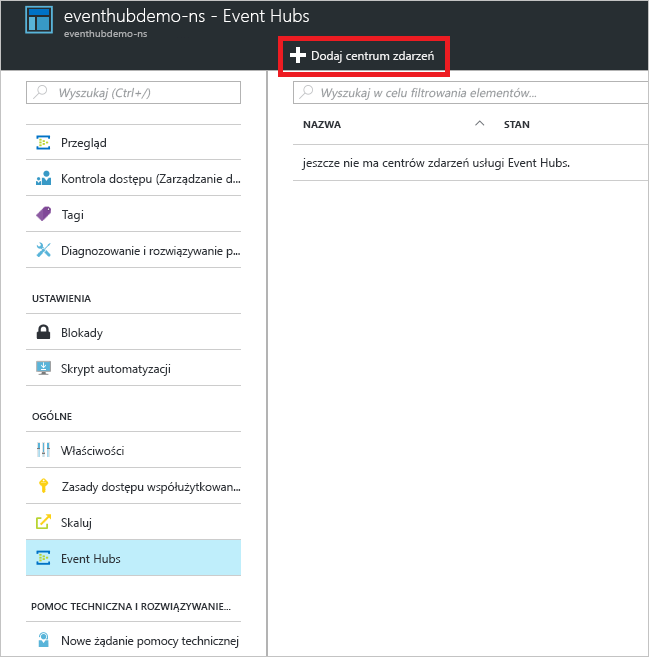 eventhubdemo-ns - Event Hubs
eventhubdemo-ns
Dodaj centrum zdarzeń
Wyszukaj (Ctrl+/)
Przegląd
Kontrola dostępu (Zarządzanie d...
Tagi
Diagnozowanie i rozwiązywanie p...
USTAWIENIA
Blokady
Skrypt automatyzacji
OGÓLNE
Właściwości
Zasady dostępu współużytkowan...
Skaluj
Event Hubs
POMOC TECHNICZNA I ROZWIĄZYWANIE...
Nowe żądanie pomocy technicznej
Wyszukaj w celu filtrowania elementów...
NAZWA STAN
jeszcze nie ma centrów zdarzeń usługi Event Hubs.